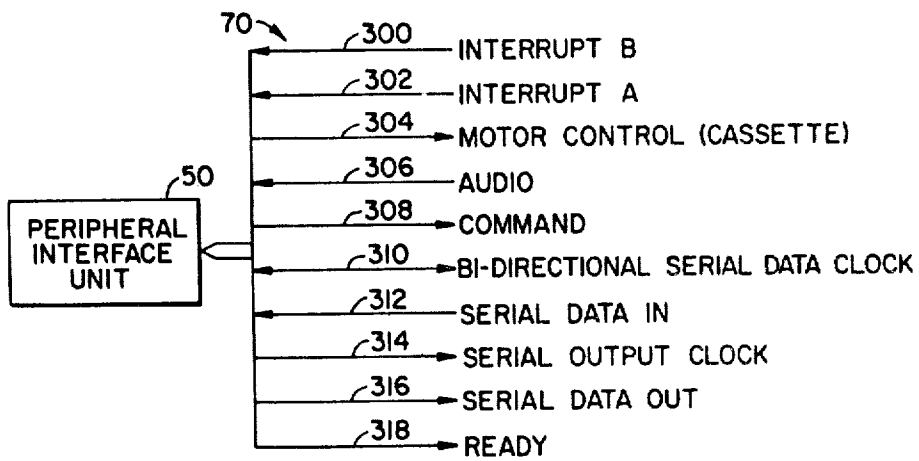 70
300 INTERRUPT B
302 INTERRUPT A
304 MOTOR CONTROL (CASSETTE)
50
306 AUDIO
PERIPHERAL
INTERFACE
UNIT
308 COMMAND
310 BI-DIRECTIONAL SERIAL DATA CLOCK
312 SERIAL DATA IN
314 SERIAL OUTPUT CLOCK
316 SERIAL DATA OUT
318 READY